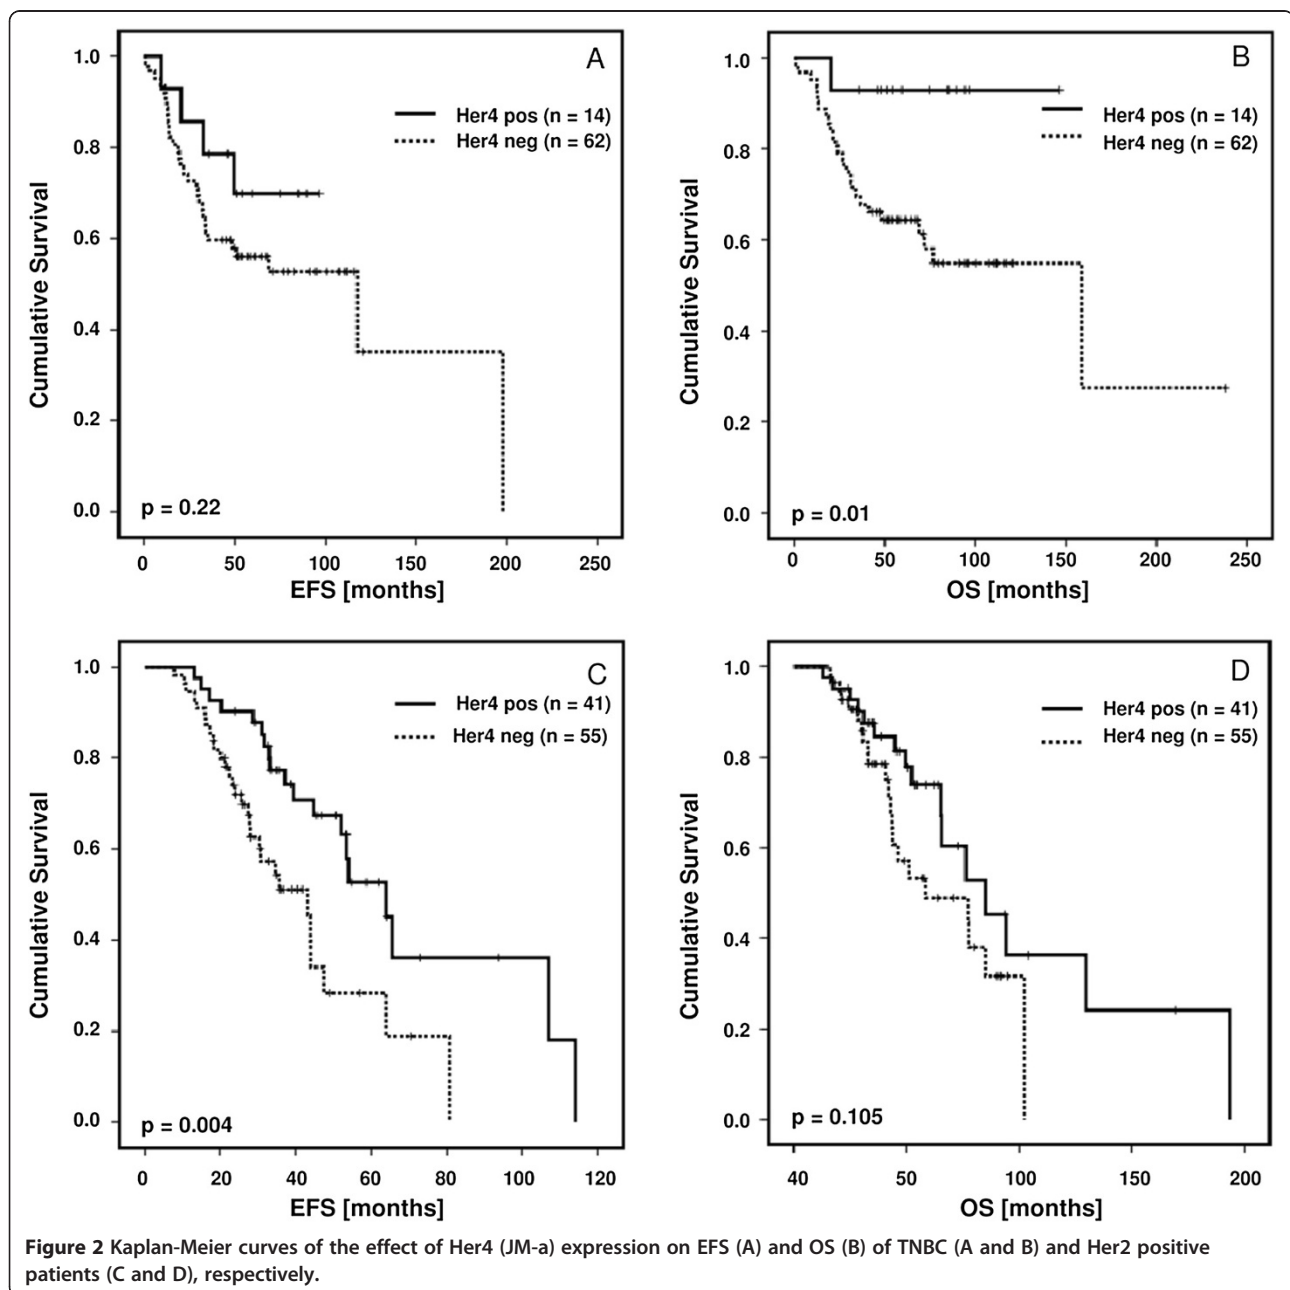 A
Her4 pos (n = 14)
Her4 neg (n = 62)
Cumulative Survival
1.0
0.8
0.6
0.4
0.2
0.0
p = 0.22
0 50 100 150 200 250
EFS [months]
B
Her4 pos (n = 14)
Her4 neg (n = 62)
Cumulative Survival
1.0
0.8
0.6
0.4
0.2
0.0
p = 0.01
0 50 100 150 200 250
OS [months]
C
Her4 pos (n = 41)
Her4 neg (n = 55)
Cumulative Survival
1.0
0.8
0.6
0.4
0.2
0.0
p = 0.004
0 20 40 60 80 100 120
EFS [months]
D
Her4 pos (n = 41)
Her4 neg (n = 55)
Cumulative Survival
1.0
0.8
0.6
0.4
0.2
0.0
p = 0.105
40 50 100 150 200
OS [months]
Figure 2 Kaplan-Meier curves of the effect of Her4 (JM-a) expression on EFS (A) and OS (B) of TNBC (A and B) and Her2 positive
patients (C and D), respectively.